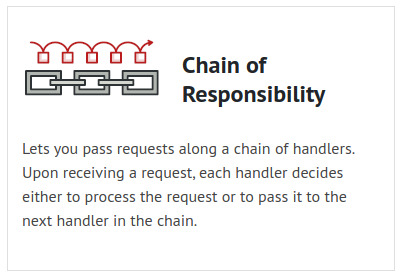 Chain of
Responsibility
Lets you pass requests along a chain of handlers.
Upon receiving a request, each handler decides
either to process the request or to pass it to the
next handler in the chain.